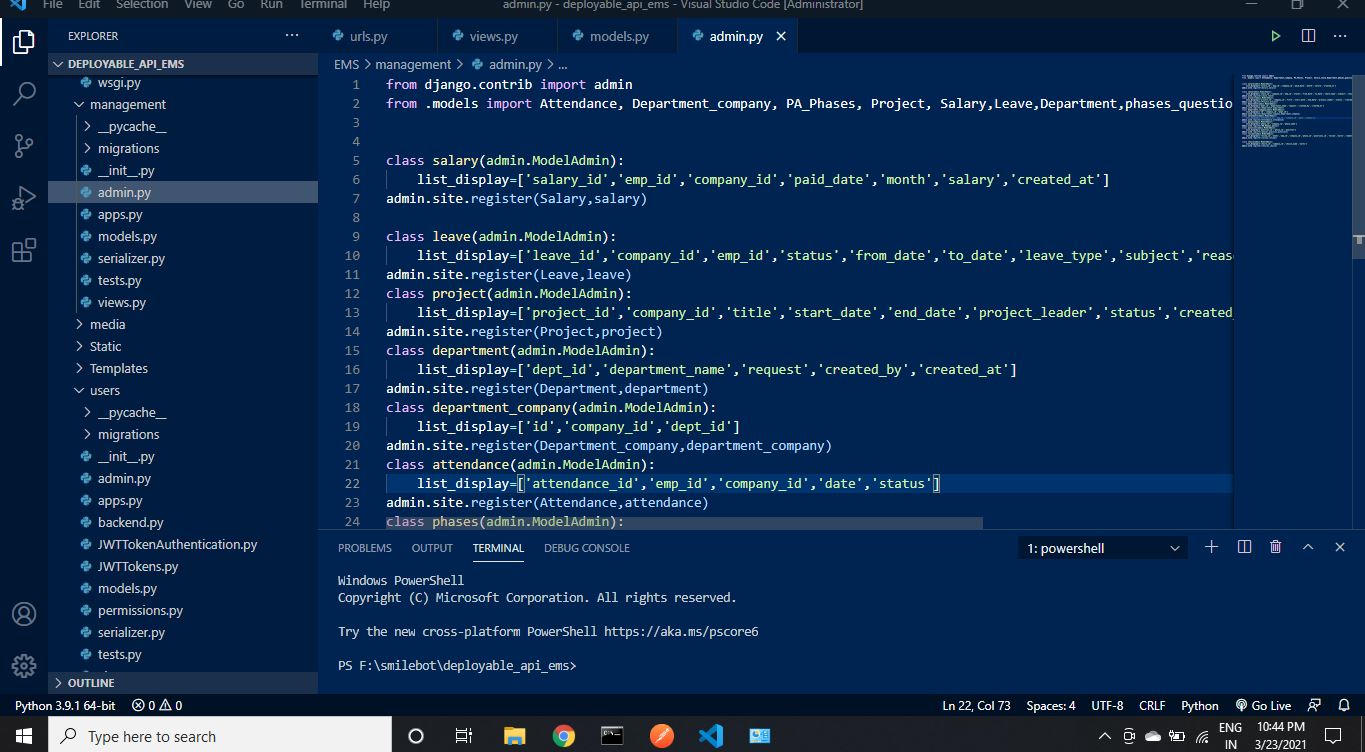 File Edit Selection View Go Run Terminal Help admin.py - deployable_api_ems - Visual Studio Code [Administrator]
EXPLORER
DEPLOYABLE_API_EMS
wsgi.py
management
__pycache__
migrations
__init__.py
admin.py
apps.py
models.py
serializer.py
tests.py
views.py
media
Static
Templates
users
__pycache__
migrations
__init__.py
admin.py
apps.py
backend.py
JWTTokenAuthentication.py
JWTTokens.py
models.py
permissions.py
serializer.py
tests.py
OUTLINE
urls.py views.py models.py admin.py
EMS > management > admin.py > ...
1 from django.contrib import admin
2 from .models import Attendance, Department_company, PA_Phases, Project, Salary,Leave,Department,phases_questio
3
4
5 class salary(admin.ModelAdmin):
6 list_display=['salary_id','emp_id','company_id','paid_date','month','salary','created_at']
7 admin.site.register(Salary,salary)
8
9 class leave(admin.ModelAdmin):
10 list_display=['leave_id','company_id','emp_id','status','from_date','to_date','leave_type','subject','reas
11 admin.site.register(Leave,leave)
12 class project(admin.ModelAdmin):
13 list_display=['project_id','company_id','title','start_date','end_date','project_leader','status','created_
14 admin.site.register(Project,project)
15 class department(admin.ModelAdmin):
16 list_display=['dept_id','department_name','request','created_by','created_at']
17 admin.site.register(Department,department)
18 class department_company(admin.ModelAdmin):
19 list_display=['id','company_id','dept_id']
20 admin.site.register(Department_company,department_company)
21 class attendance(admin.ModelAdmin):
22 list_display=['attendance_id','emp_id','company_id','date','status']
23 admin.site.register(Attendance,attendance)
24 class phases(admin.ModelAdmin):
PROBLEMS OUTPUT TERMINAL DEBUG CONSOLE 1: powershell
Windows PowerShell
Copyright (C) Microsoft Corporation. All rights reserved.
Try the new cross-platform PowerShell https://aka.ms/pscore6
PS F:\smilebot\deployable_api_ems>
Python 3.9.1 64-bit 0 0 Ln 22, Col 73 Spaces: 4 UTF-8 CRLF Python Go Live
Type here to search
ENG
IN
10:44 PM
3/23/2021